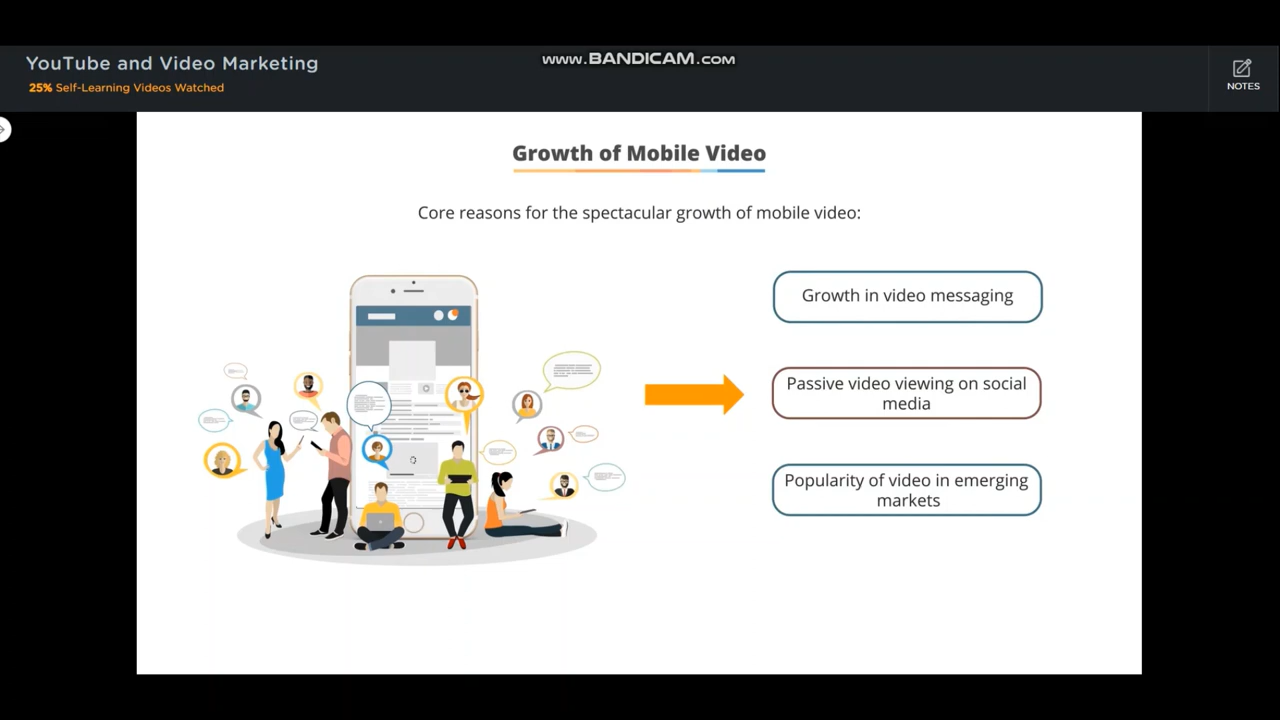 YouTube and Video Marketing
25% Self-Learning Videos Watched
www.BANDICAM.com
NOTES
Growth of Mobile Video
Core reasons for the spectacular growth of mobile video:
Growth in video messaging
Passive video viewing on social
media
Popularity of video in emerging
markets